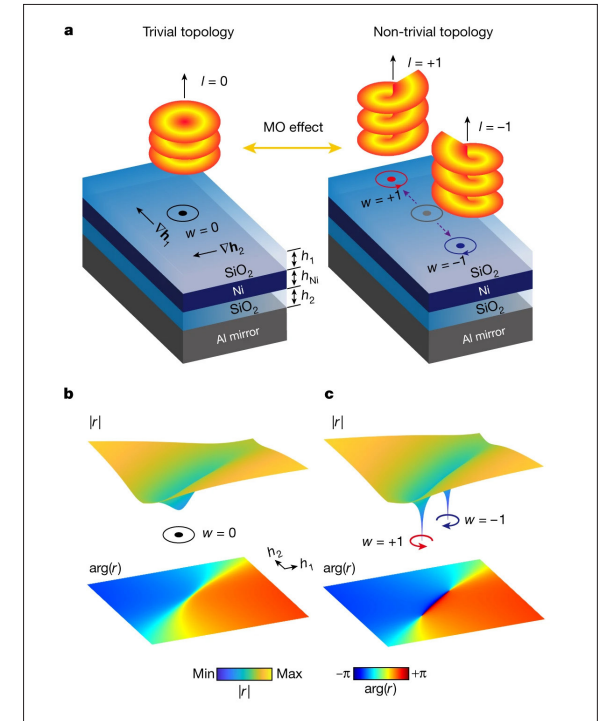 a
Trivial topology
Non-trivial topology
l = 0
l = +1
l = −1
MO effect
w = 0
∇h₁
∇h₂
w = +1
w = −1
h₁
hNi
h₂
SiO₂
Ni
SiO₂
Al mirror
SiO₂
Ni
SiO₂
Al mirror
b
c
|r|
|r|
w = 0
w = +1
w = −1
h₂
h₁
arg(r)
arg(r)
Min Max
|r|
−π +π
arg(r)